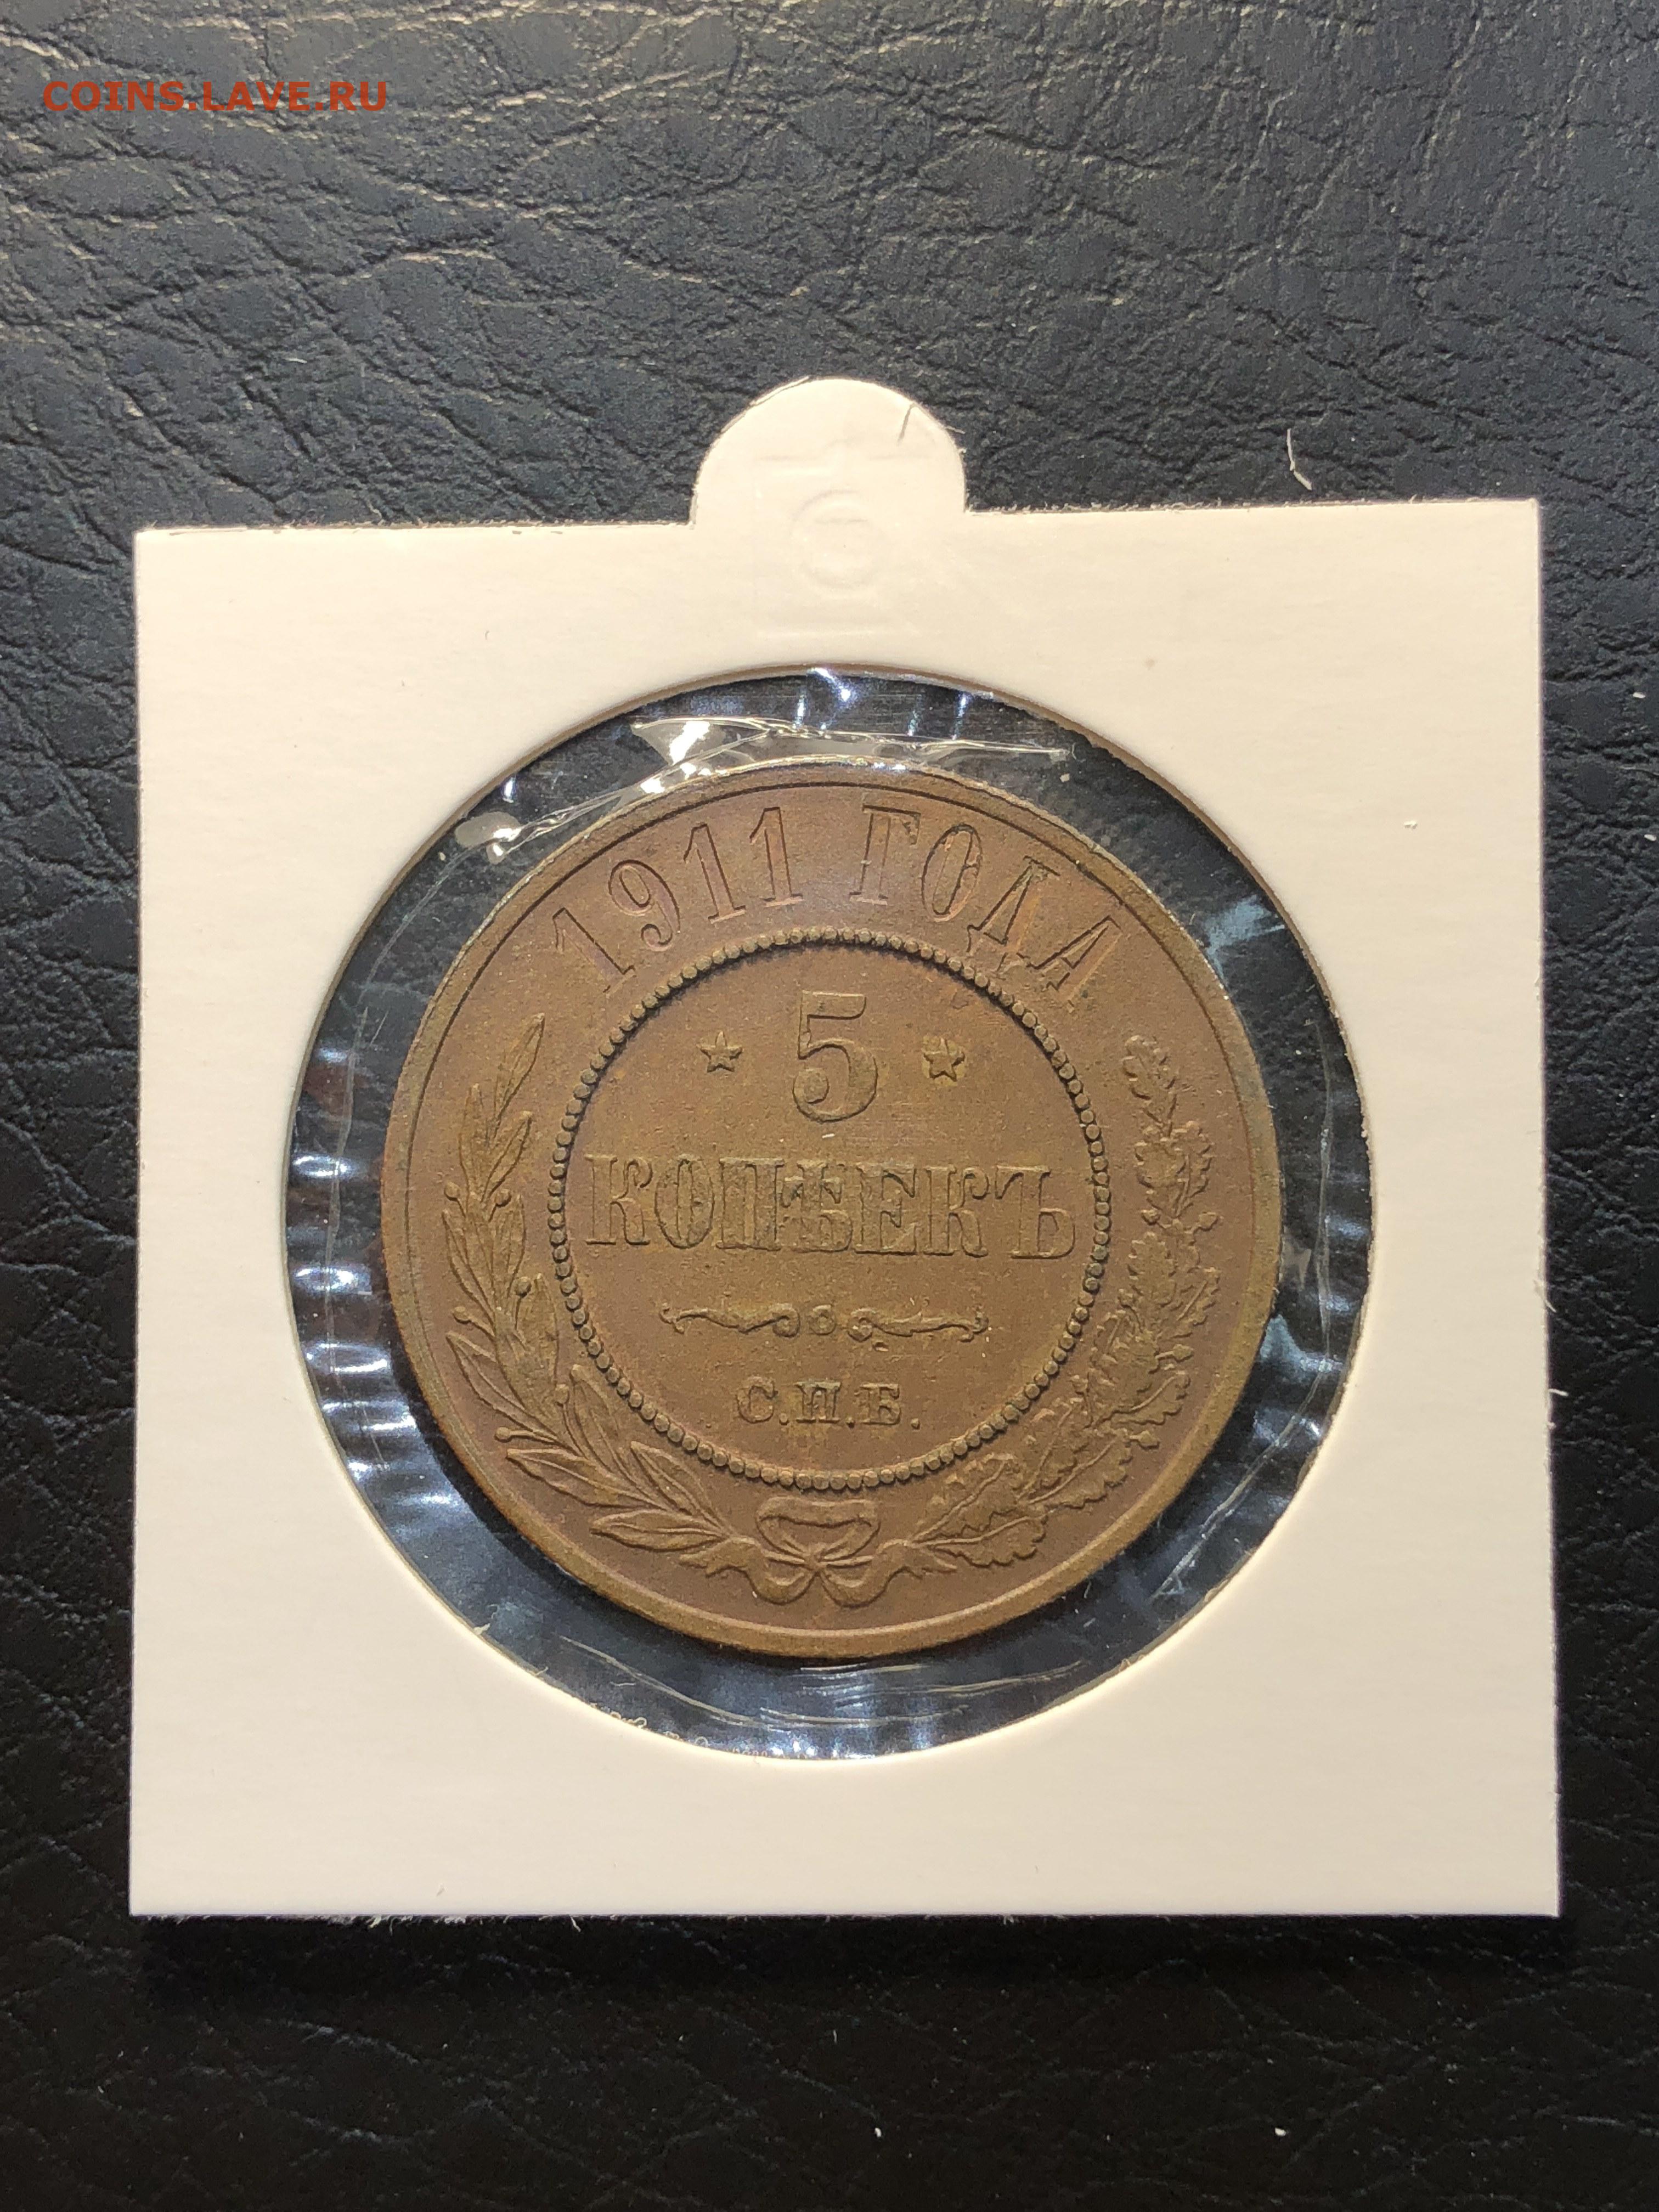 COINS.LAVE.RU
1911 ГОДА
5
КОПѢЕКЪ
С.П.Б.